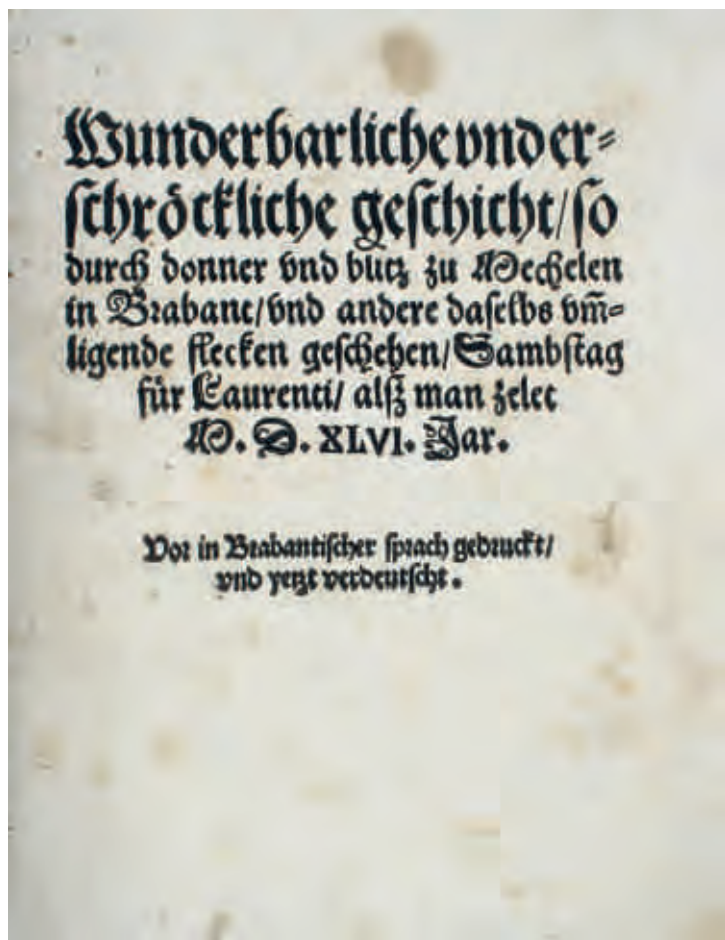 Wunderbarliche vnd er⸗
ſchröckliche geſchicht/ ſo
durch donner vnd blitz zu Mechelen
in Brabant/ vnd andere daſelbs vm̄⸗
ligende flecken geſchehen/ Sambſtag
für Laurenti/ alſz man zelet
M. D. XLVI. Jar.
Vor in Brabantiſcher ſprach gedruckt/
vnd yetzt verdeutſcht.